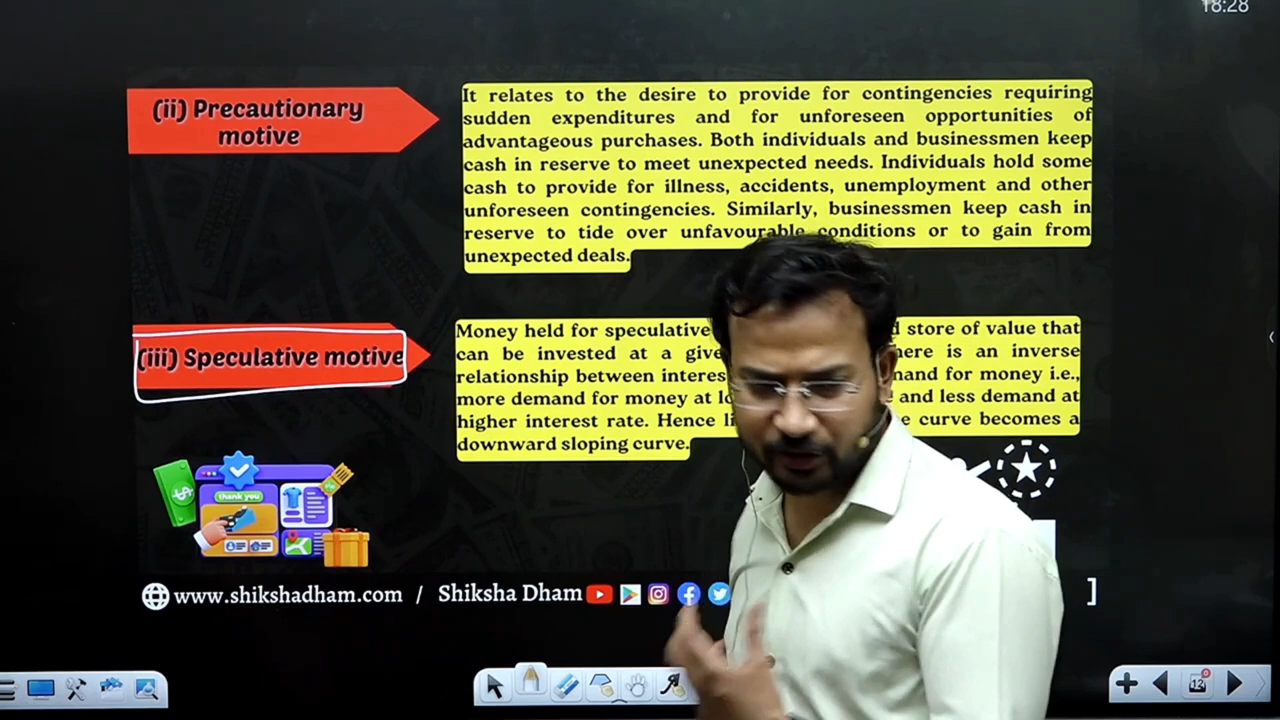 18:28
(ii) Precautionary
motive
It relates to the desire to provide for contingencies requiring
sudden expenditures and for unforeseen opportunities of
advantageous purchases. Both individuals and businessmen keep
cash in reserve to meet unexpected needs. Individuals hold some
cash to provide for illness, accidents, unemployment and other
unforeseen contingencies. Similarly, businessmen keep cash in
reserve to tide over unfavourable conditions or to gain from
unexpected deals.
(iii) Speculative motive
Money held for speculative store of value that
can be invested at a is an inverse
relationship between for money i.e.,
more demand for money at and less demand at
higher interest rate. Hence curve becomes a
downward sloping curve.
thank you
www.shikshadham.com / Shiksha Dham
]
12